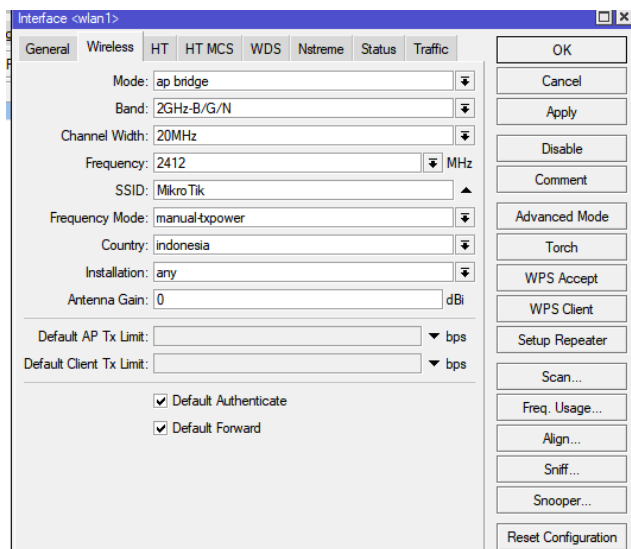 Interface <wlan1>
General Wireless HT HT MCS WDS Nstreme Status Traffic
Mode: ap bridge
Band: 2GHz-B/G/N
Channel Width: 20MHz
Frequency: 2412 MHz
SSID: MikroTik
Frequency Mode: manual-txpower
Country: indonesia
Installation: any
Antenna Gain: 0 dBi
Default AP Tx Limit: bps
Default Client Tx Limit: bps
Default Authenticate
Default Forward
OK
Cancel
Apply
Disable
Comment
Advanced Mode
Torch
WPS Accept
WPS Client
Setup Repeater
Scan...
Freq. Usage...
Align...
Sniff...
Snooper...
Reset Configuration